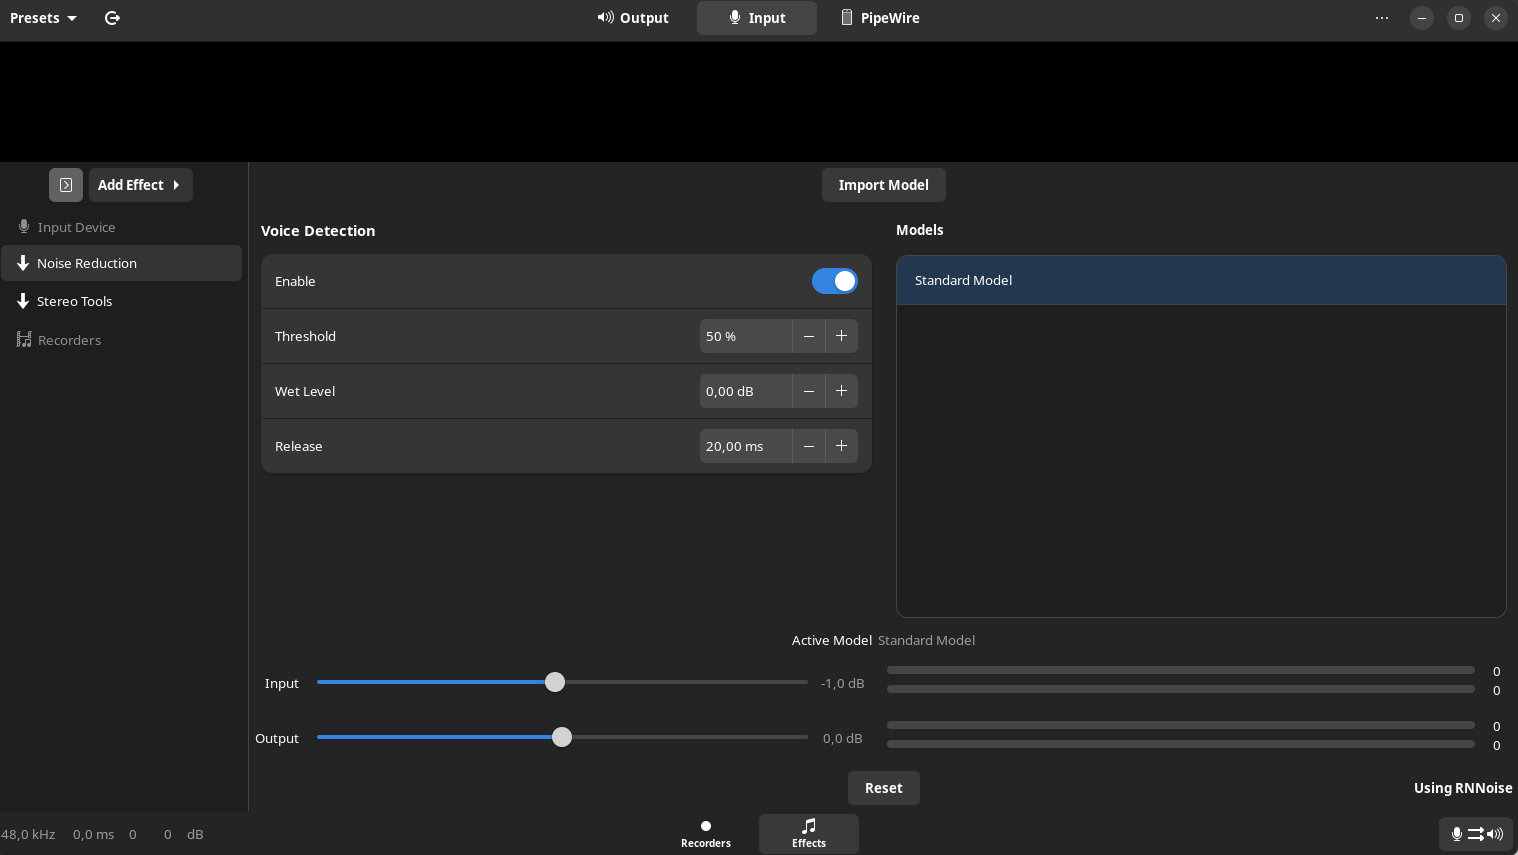 Presets
Output
Input
PipeWire
Add Effect
Import Model
Input Device
Noise Reduction
Stereo Tools
Recorders
Voice Detection
Enable
Threshold
50 %
Wet Level
0,00 dB
Release
20,00 ms
Models
Standard Model
Active Model Standard Model
Input
-1,0 dB
0
0
Output
0,0 dB
0
0
Reset
Using RNNoise
48,0 kHz 0,0 ms 0 0 dB
Recorders
Effects